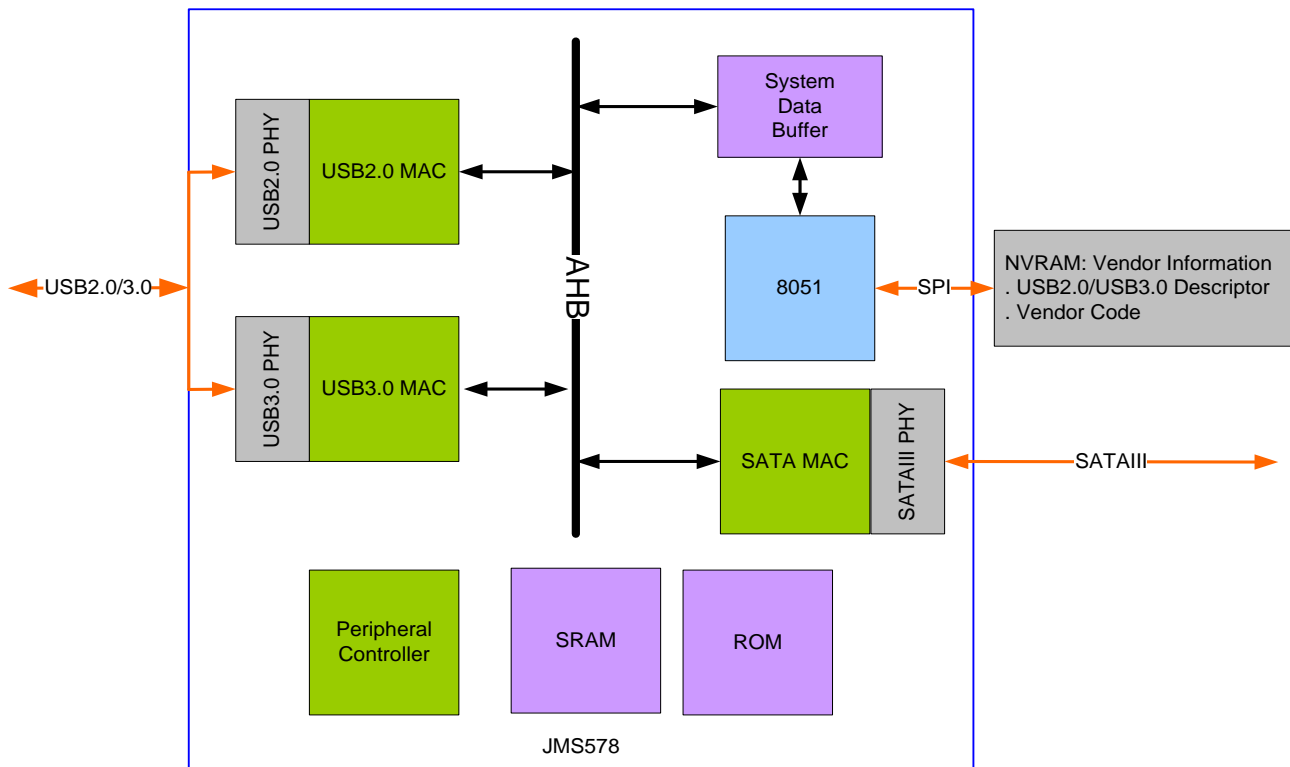 System
Data
Buffer
USB2.0 PHY
USB2.0 MAC
AHB
8051
SPI
NVRAM: Vendor Information
. USB2.0/USB3.0 Descriptor
. Vendor Code
USB2.0/3.0
USB3.0 PHY
USB3.0 MAC
SATA MAC
SATAIII PHY
SATAIII
Peripheral
Controller
SRAM
ROM
JMS578